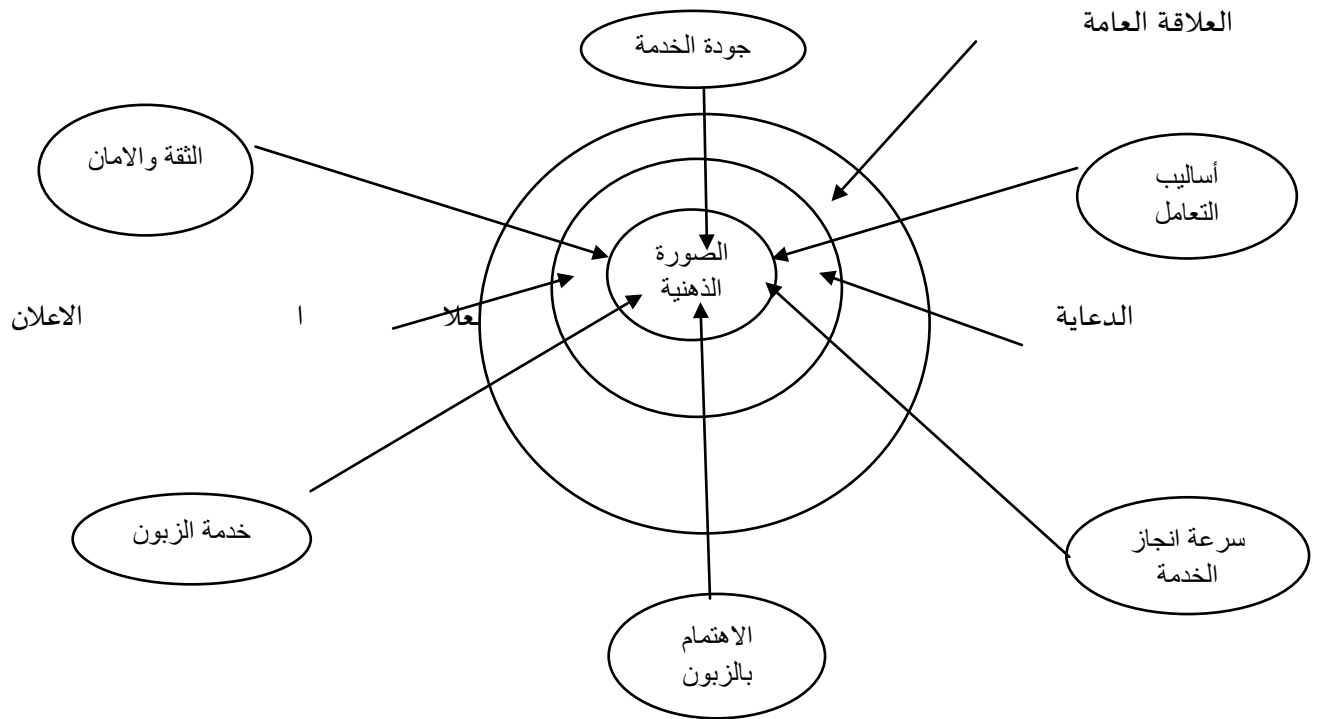 العلاقة العامة
جودة الخدمة
الثقة والامان
أساليب
التعامل
الصورة
الذهنية
الدعاية
علا
ا
الاعلان
خدمة الزبون
سرعة انجاز
الخدمة
الاهتمام
بالزبون